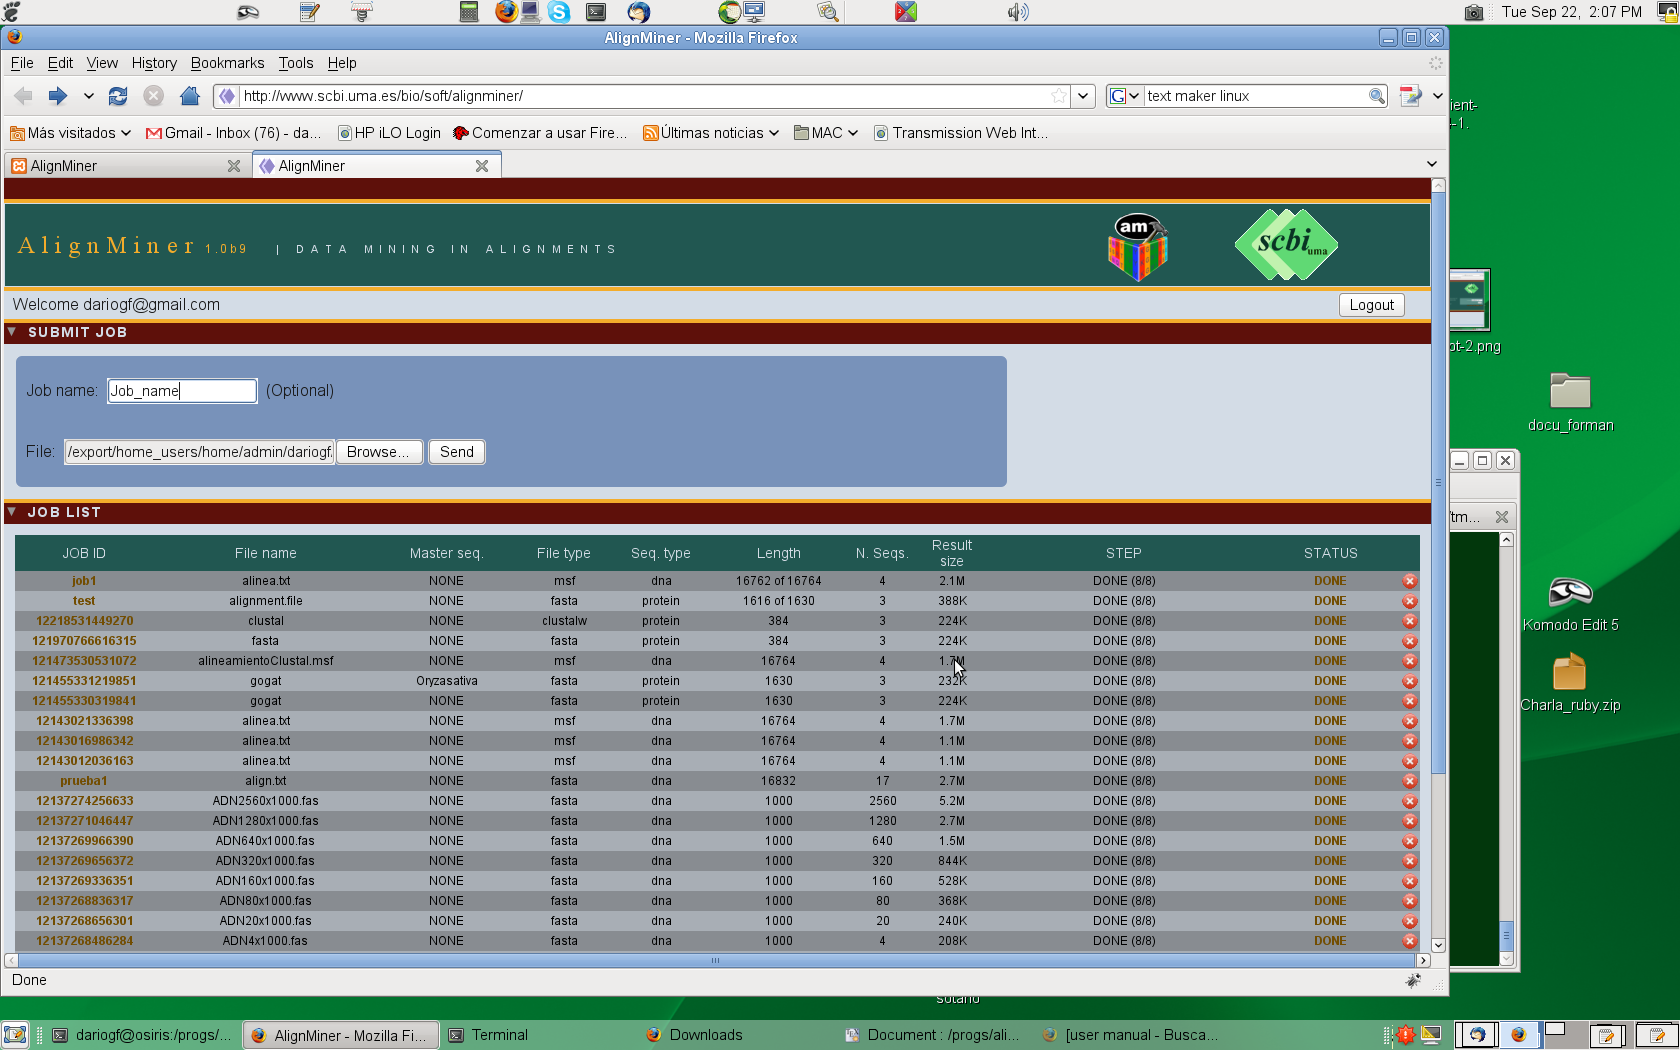 Tue Sep 22, 2:07 PM
AlignMiner - Mozilla Firefox
File Edit View History Bookmarks Tools Help
http://www.scbi.uma.es/bio/soft/alignminer/ text maker linux
Más visitados Gmail - Inbox (76) - da... HP iLO Login Comenzar a usar Fire... Últimas noticias MAC Transmission Web Int...
AlignMiner AlignMiner
AlignMiner 1.0b9 | DATA MINING IN ALIGNMENTS am scbi uma
Welcome dariogf@gmail.com Logout
SUBMIT JOB
Job name: Job_name (Optional)
File: /export/home_users/home/admin/dariogf. Browse... Send
JOB LIST
JOB ID File name Master seq. File type Seq. type Length N. Seqs. Result size STEP STATUS
job1 alinea.txt NONE msf dna 16762 of 16764 4 2.1M DONE (8/8) DONE
test alignment.file NONE fasta protein 1616 of 1630 3 388K DONE (8/8) DONE
12218531449270 clustal NONE clustalw protein 384 3 224K DONE (8/8) DONE
121970766616315 fasta NONE fasta protein 384 3 224K DONE (8/8) DONE
121473530531072 alineamientoClustal.msf NONE msf dna 16764 4 1.7M DONE (8/8) DONE
121455331219851 gogat Oryzasativa fasta protein 1630 3 232K DONE (8/8) DONE
121455330319841 gogat NONE fasta protein 1630 3 224K DONE (8/8) DONE
12143021336398 alinea.txt NONE msf dna 16764 4 1.7M DONE (8/8) DONE
12143016986342 alinea.txt NONE msf dna 16764 4 1.1M DONE (8/8) DONE
12143012036163 alinea.txt NONE msf dna 16764 4 1.1M DONE (8/8) DONE
prueba1 align.txt NONE fasta dna 16832 17 2.7M DONE (8/8) DONE
12137274256633 ADN2560x1000.fas NONE fasta dna 1000 2560 5.2M DONE (8/8) DONE
12137271046447 ADN1280x1000.fas NONE fasta dna 1000 1280 2.7M DONE (8/8) DONE
12137269966390 ADN640x1000.fas NONE fasta dna 1000 640 1.5M DONE (8/8) DONE
12137269656372 ADN320x1000.fas NONE fasta dna 1000 320 844K DONE (8/8) DONE
12137269336351 ADN160x1000.fas NONE fasta dna 1000 160 528K DONE (8/8) DONE
12137268836317 ADN80x1000.fas NONE fasta dna 1000 80 368K DONE (8/8) DONE
12137268656301 ADN20x1000.fas NONE fasta dna 1000 20 240K DONE (8/8) DONE
12137268486284 ADN4x1000.fas NONE fasta dna 1000 4 208K DONE (8/8) DONE
Done
ient-
-1.
ot-2.png
docu_forman
/tm...
Komodo Edit 5
Charla_ruby.zip
dariogf@osiris:/progs/... AlignMiner - Mozilla Fi... Terminal Downloads Document : /progs/ali... [user manual - Busca...